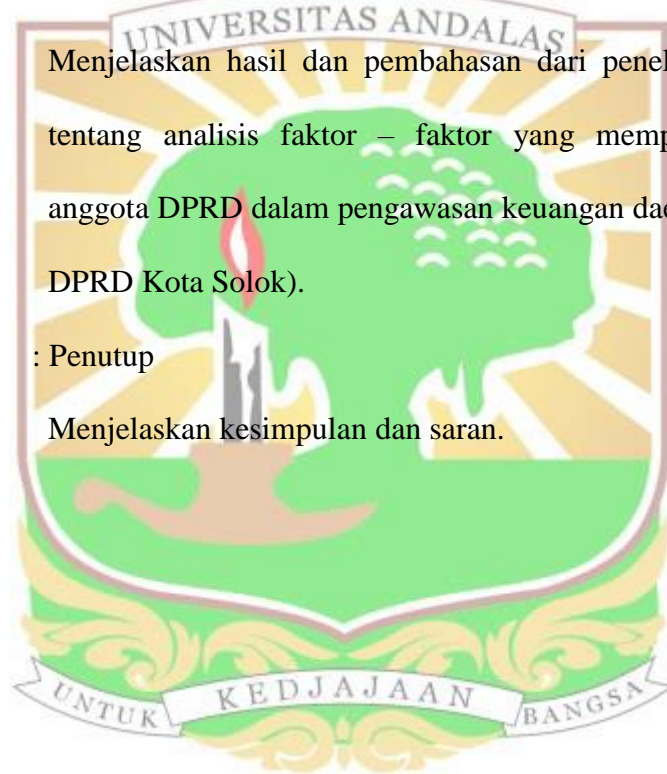 UNIVERSITAS ANDALAS
Menjelaskan hasil dan pembahasan dari penel
tentang analisis faktor – faktor yang memp
anggota DPRD dalam pengawasan keuangan dae
DPRD Kota Solok).
: Penutup
Menjelaskan kesimpulan dan saran.
UNTUK KEDJAJAAN BANGSA